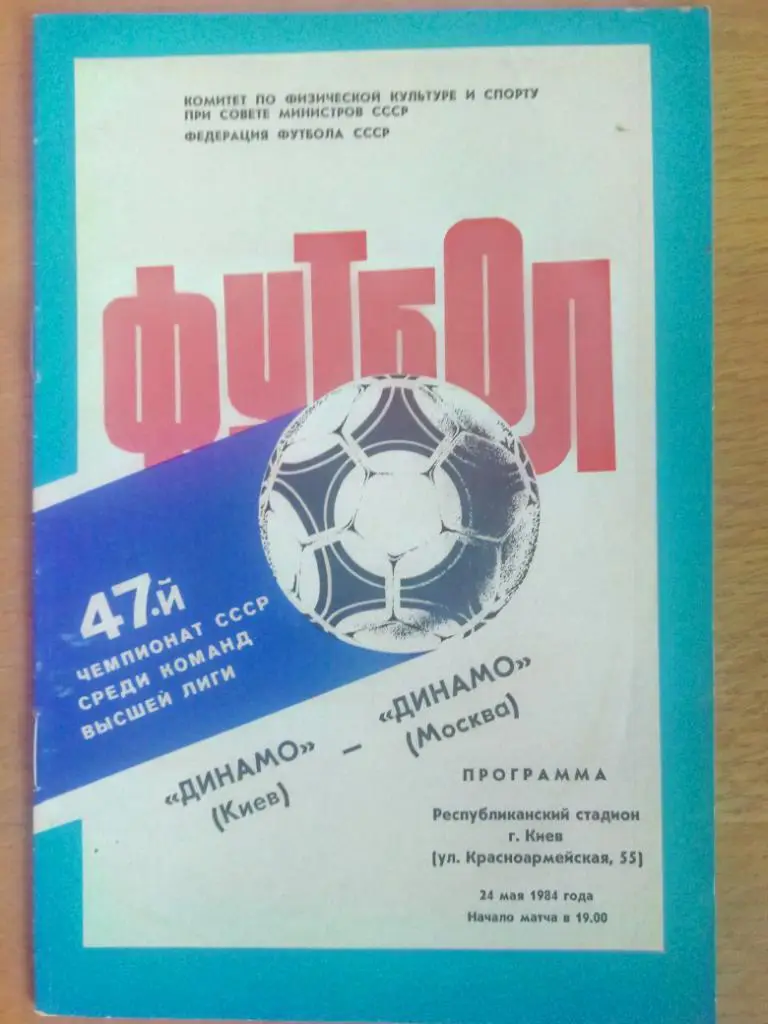 КОМИТЕТ ПО ФИЗИЧЕСКОЙ КУЛЬТУРЕ И СПОРТУ
ПРИ СОВЕТЕ МИНИСТРОВ СССР
ФЕДЕРАЦИЯ ФУТБОЛА СССР
ФУТБОЛ
47-Й
ЧЕМПИОНАТ СССР
СРЕДИ КОМАНД
ВЫСШЕЙ ЛИГИ
«ДИНАМО» – «ДИНАМО»
(Киев) (Москва)
ПРОГРАММА
Республиканский стадион
г. Киев
(ул. Красноармейская, 55)
24 мая 1984 года
Начало матча в 19.00